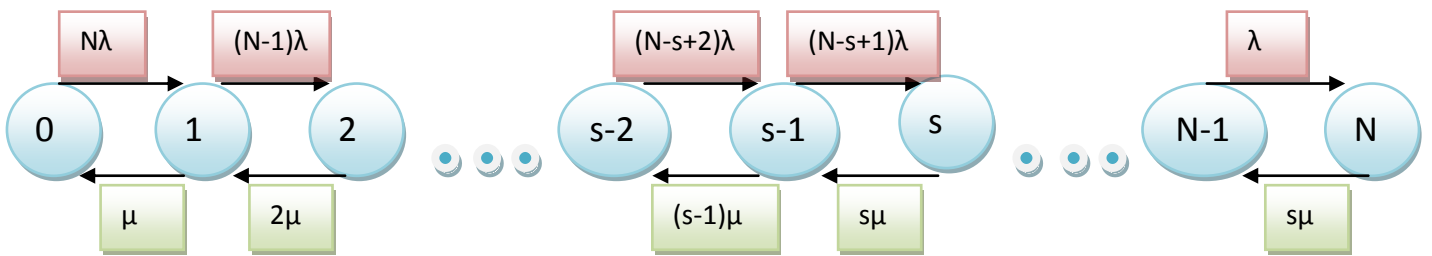 Nλ (N-1)λ (N-s+2)λ (N-s+1)λ λ
0 1 2 s-2 s-1 s N-1 N
μ 2μ (s-1)μ sμ sμ